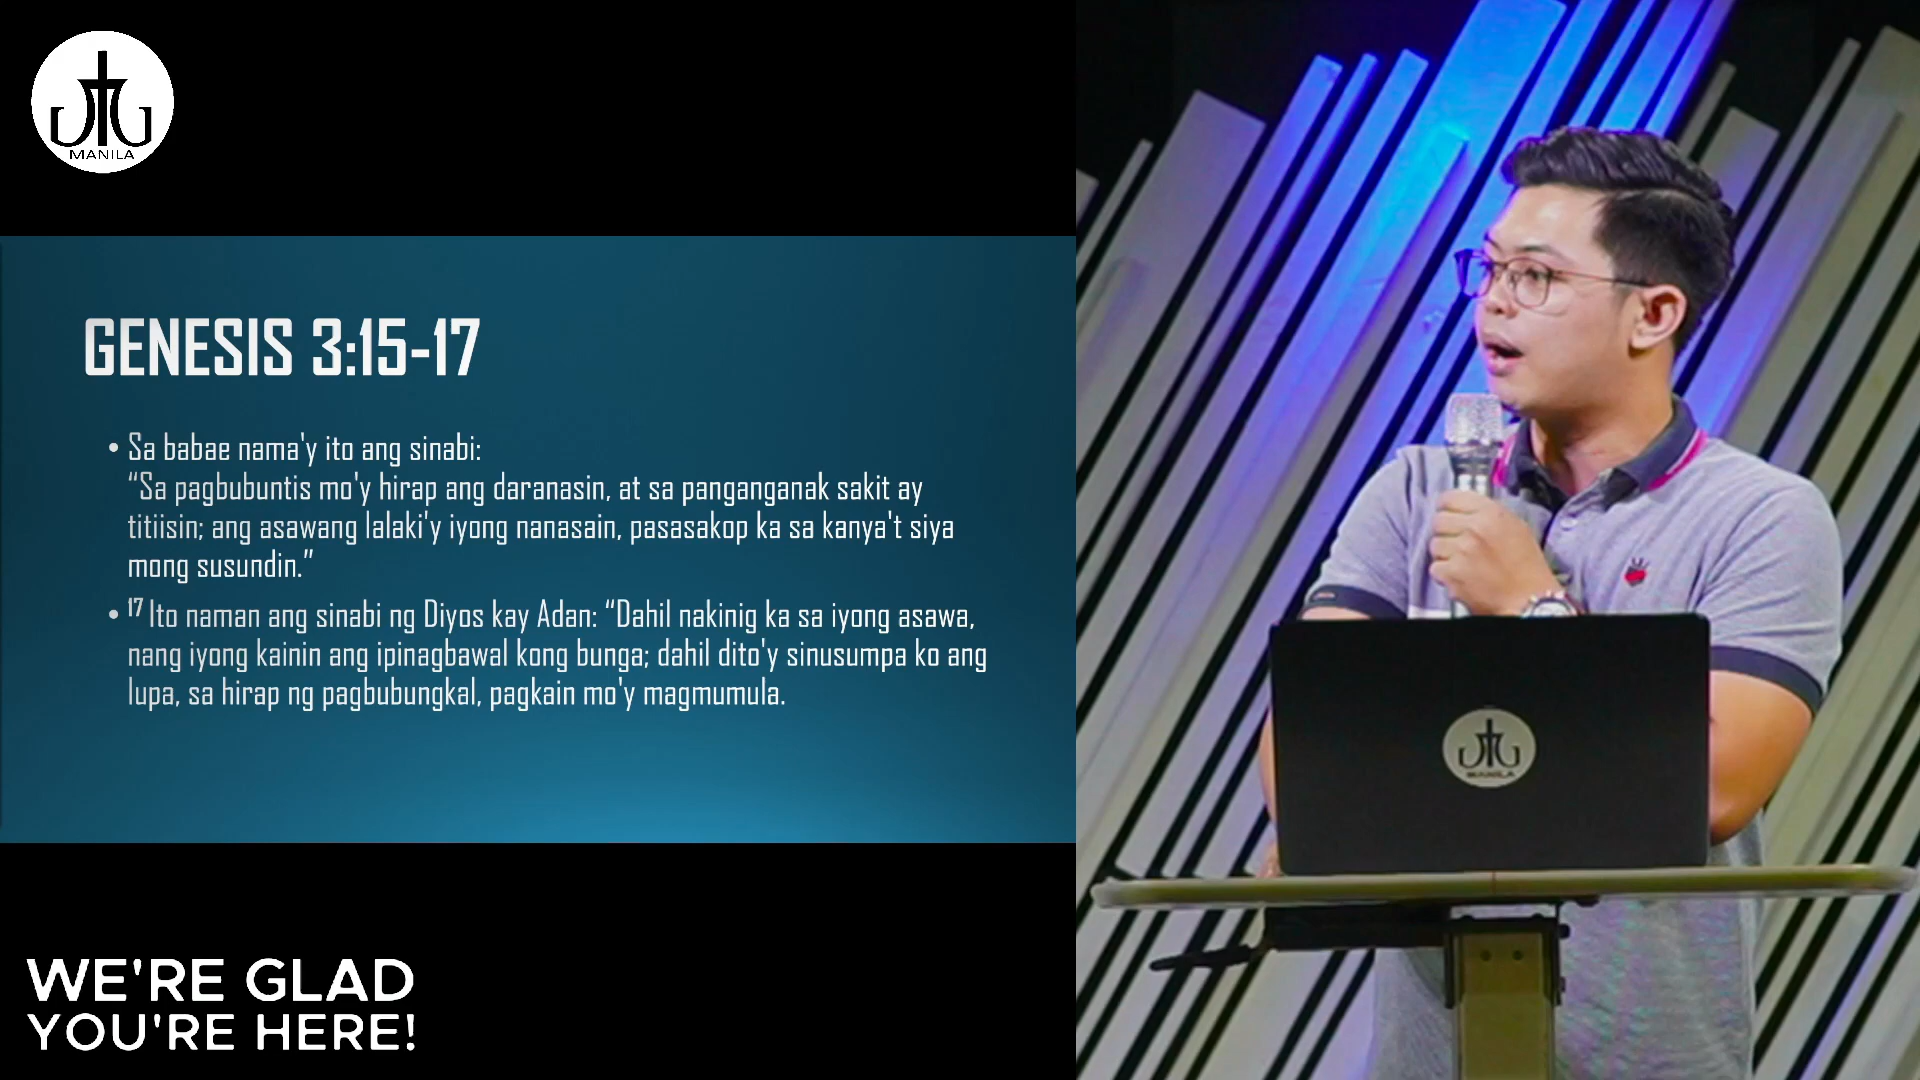 MANILA
GENESIS 3:15-17
• Sa babae nama'y ito ang sinabi:
“Sa pagbubuntis mo'y hirap ang daranasin, at sa panganganak sakit ay
titiisin; ang asawang lalaki'y iyong nanasain, pasasakop ka sa kanya't siya
mong susundin.”
• 17 Ito naman ang sinabi ng Diyos kay Adan: “Dahil nakinig ka sa iyong asawa,
nang iyong kainin ang ipinagbawal kong bunga; dahil dito'y sinusumpa ko ang
lupa, sa hirap ng pagbubungkal, pagkain mo'y magmumula.
WE'RE GLAD
YOU'RE HERE!
MANILA